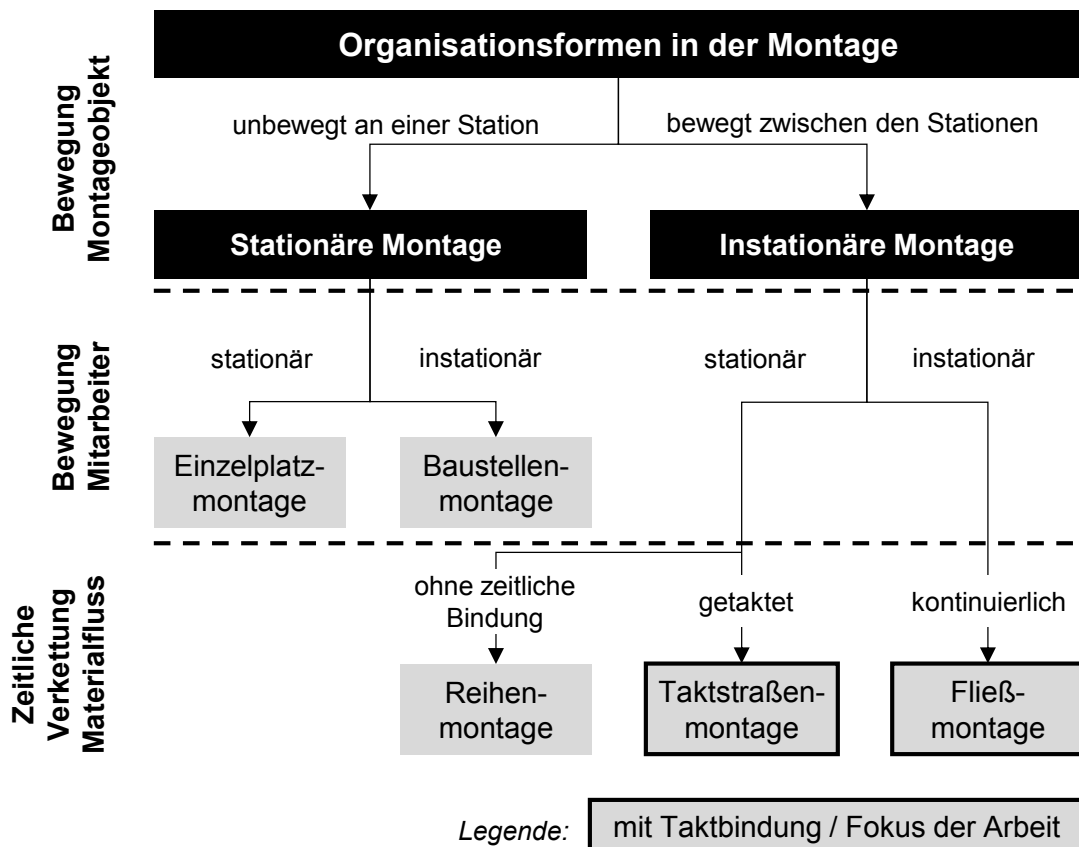 Organisationsformen in der Montage
Bewegung
Montageobjekt
unbewegt an einer Station
bewegt zwischen den Stationen
Stationäre Montage
Instationäre Montage
Bewegung
Mitarbeiter
stationär
instationär
stationär
instationär
Einzelplatz-
montage
Baustellen-
montage
Zeitliche
Verkettung
Materialfluss
ohne zeitliche
Bindung
getaktet
kontinuierlich
Reihen-
montage
Taktstraßen-
montage
Fließ-
montage
Legende:
mit Taktbindung / Fokus der Arbeit